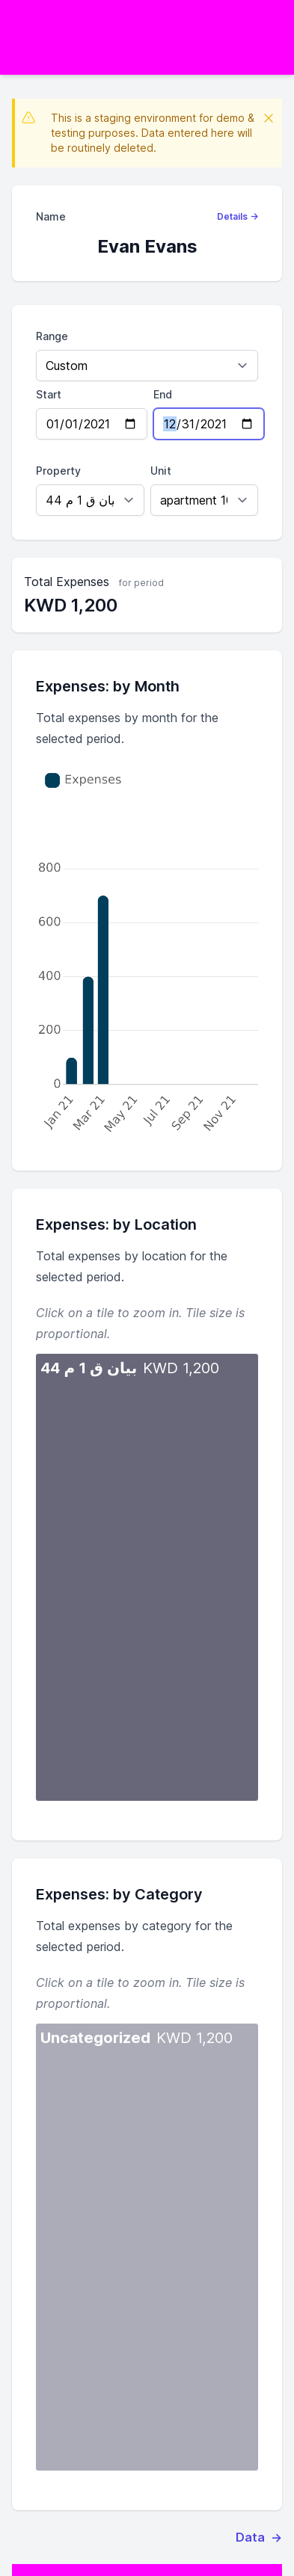 This is a staging environment for demo &
testing purposes. Data entered here will
be routinely deleted.
Name
Details →
Evan Evans
Range
Custom
Start
End
01/01/2021
12/31/2021
Property
Unit
بيان ق 1 م 44
apartment 10
Total Expenses for period
KWD 1,200
Expenses: by Month
Total expenses by month for the
selected period.
Expenses
800
600
400
200
0
Jan 21
Mar 21
May 21
Jul 21
Sep 21
Nov 21
Expenses: by Location
Total expenses by location for the
selected period.
Click on a tile to zoom in. Tile size is
proportional.
بيان ق 1 م 44 KWD 1,200
Expenses: by Category
Total expenses by category for the
selected period.
Click on a tile to zoom in. Tile size is
proportional.
Uncategorized KWD 1,200
Data →